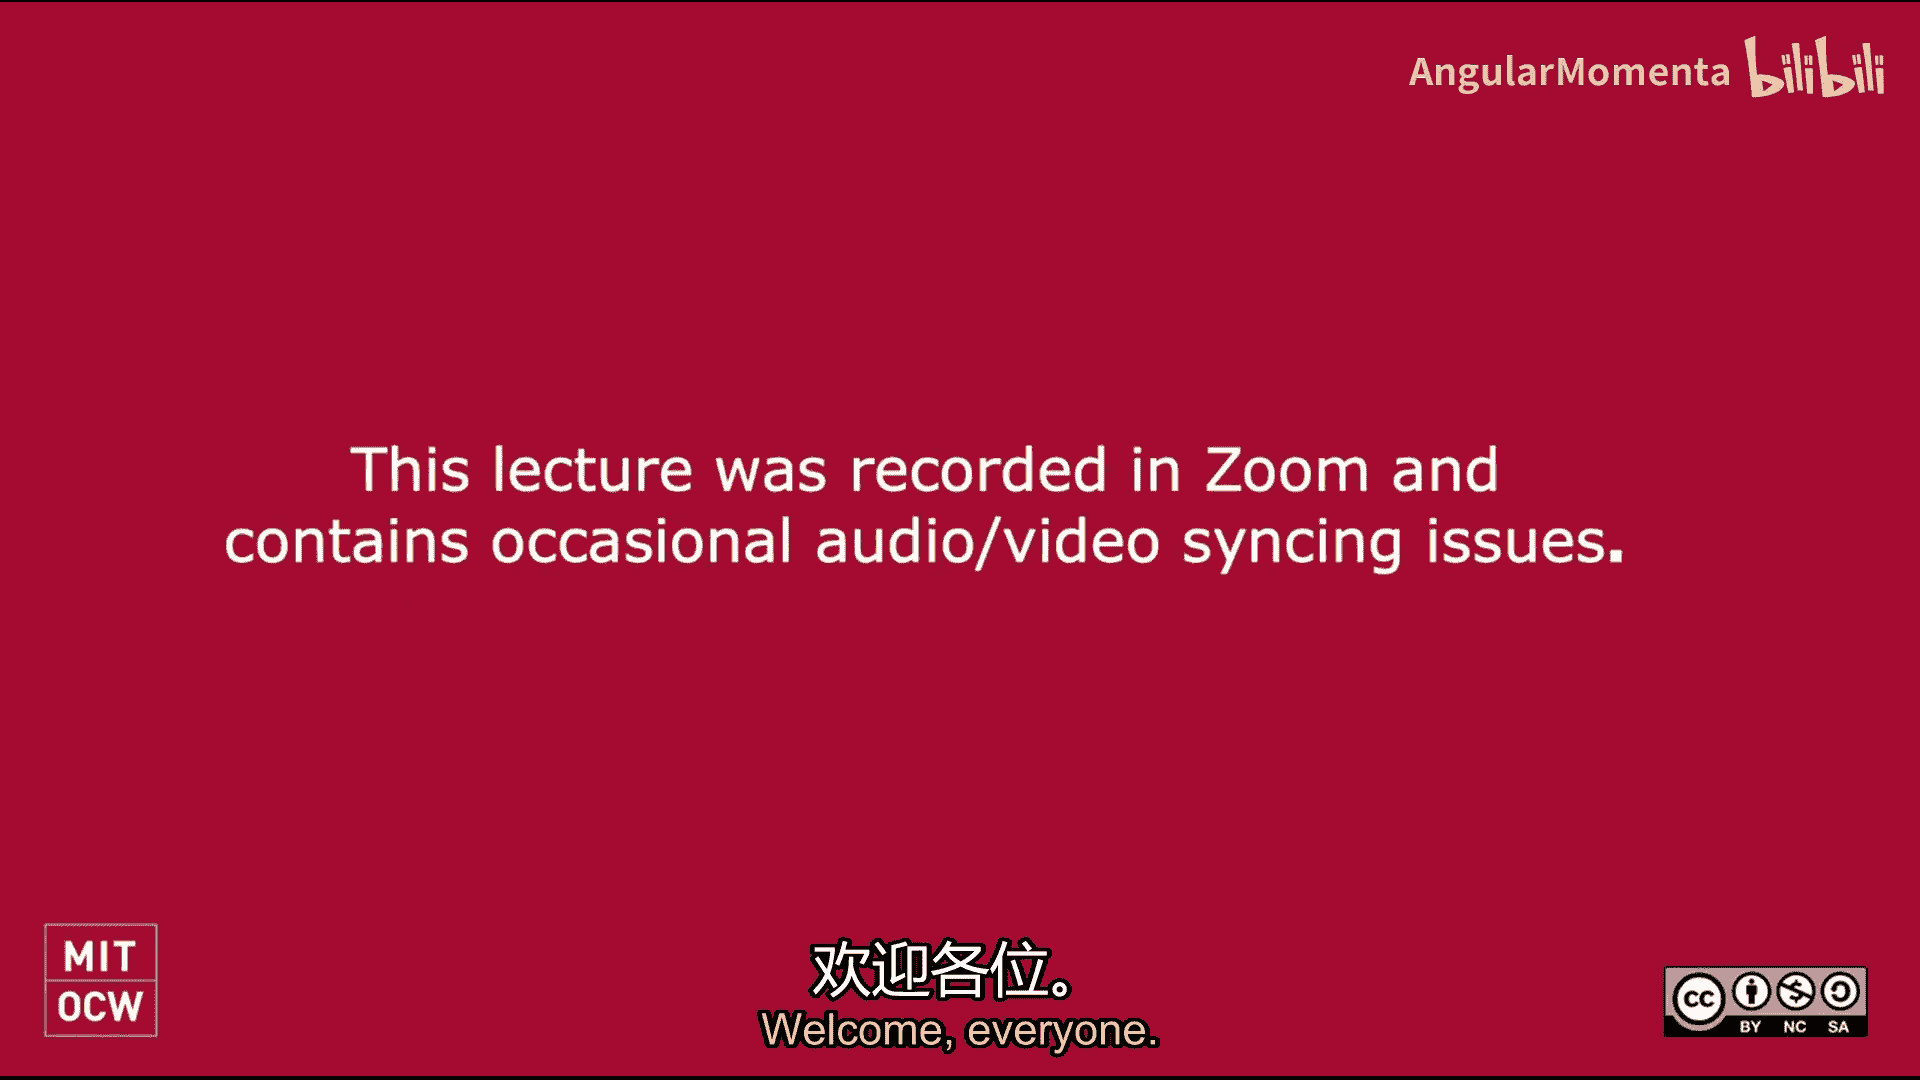 AngularMomenta bilibili
This lecture was recorded in Zoom and
contains occasional audio/video syncing issues.
MIT
OCW
欢迎各位。
Welcome, everyone.
cc
BY NC SA